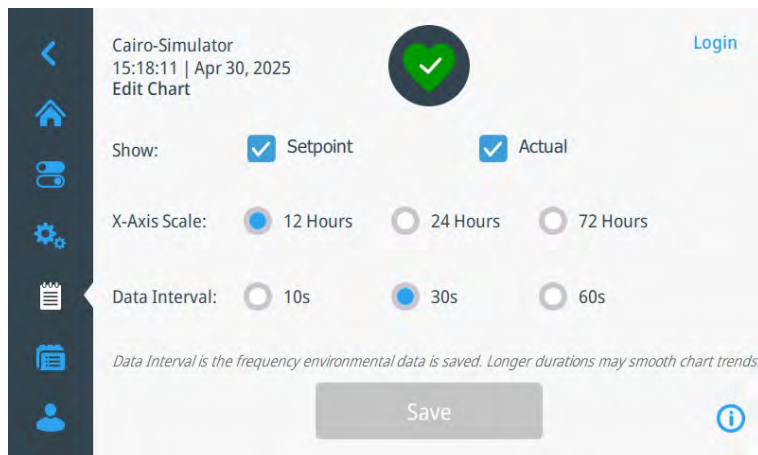 Cairo-Simulator
15:18:11 | Apr 30, 2025
Edit Chart
Login
Show: Setpoint Actual
X-Axis Scale: 12 Hours 24 Hours 72 Hours
Data Interval: 10s 30s 60s
Data Interval is the frequency environmental data is saved. Longer durations may smooth chart trends
Save